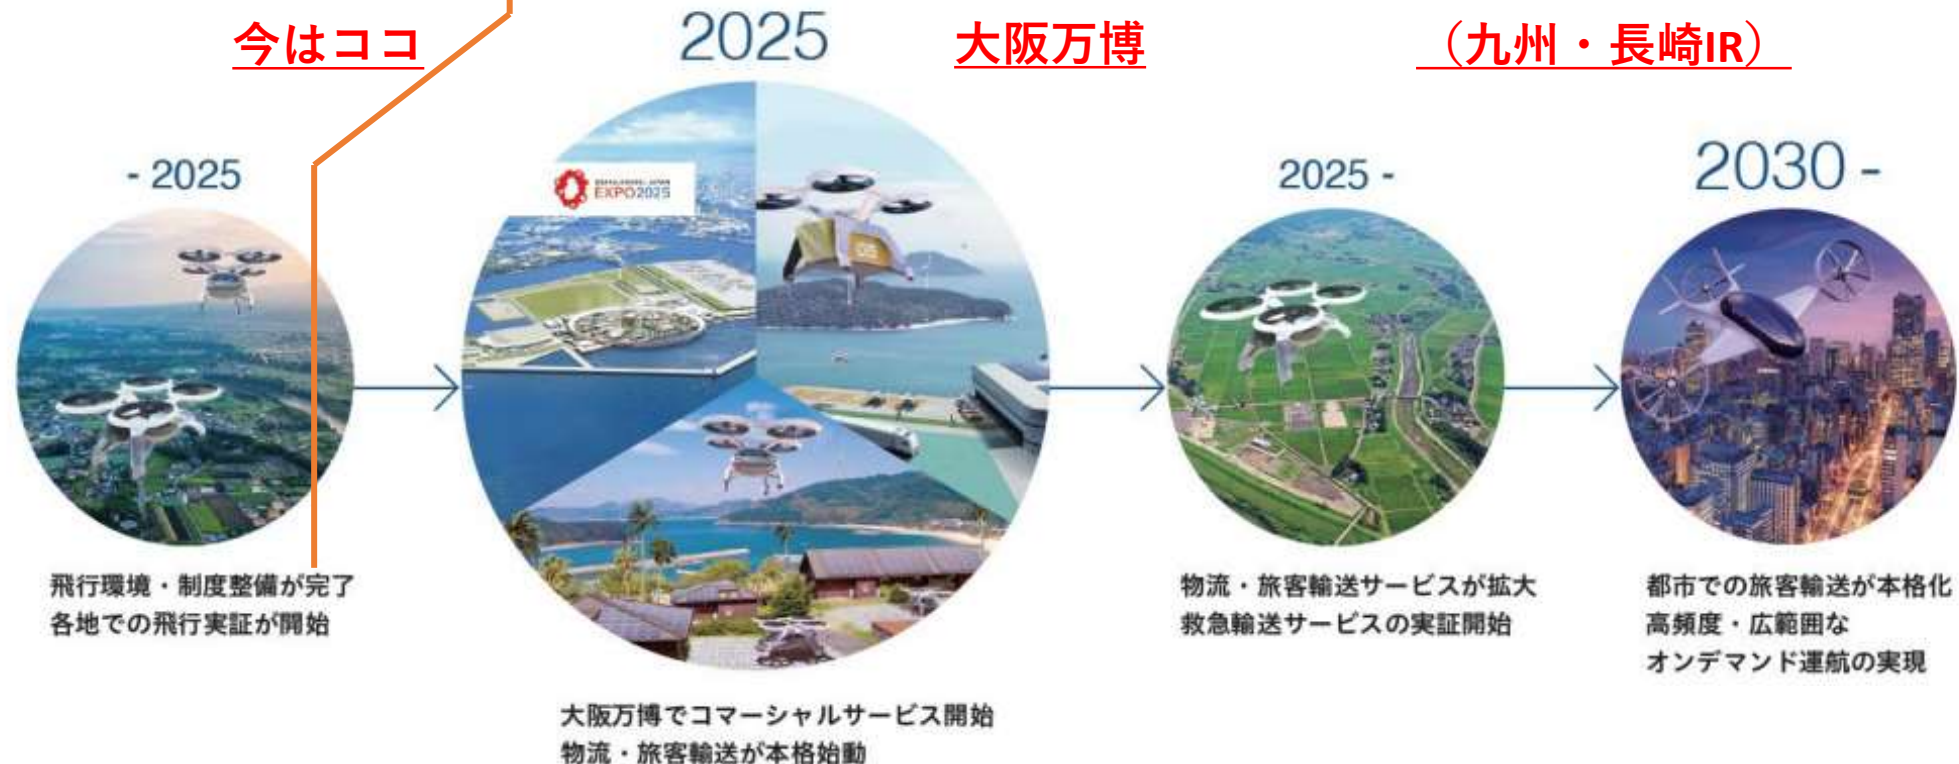 今はココ
2025
大阪万博
（九州・長崎IR）
- 2025
EXPO2025
2025 -
2030 -
飛行環境・制度整備が完了
各地での飛行実証が開始
物流・旅客輸送サービスが拡大
救急輸送サービスの実証開始
都市での旅客輸送が本格化
高頻度・広範囲な
オンデマンド運航の実現
大阪万博でコマーシャルサービス開始
物流・旅客輸送が本格始動